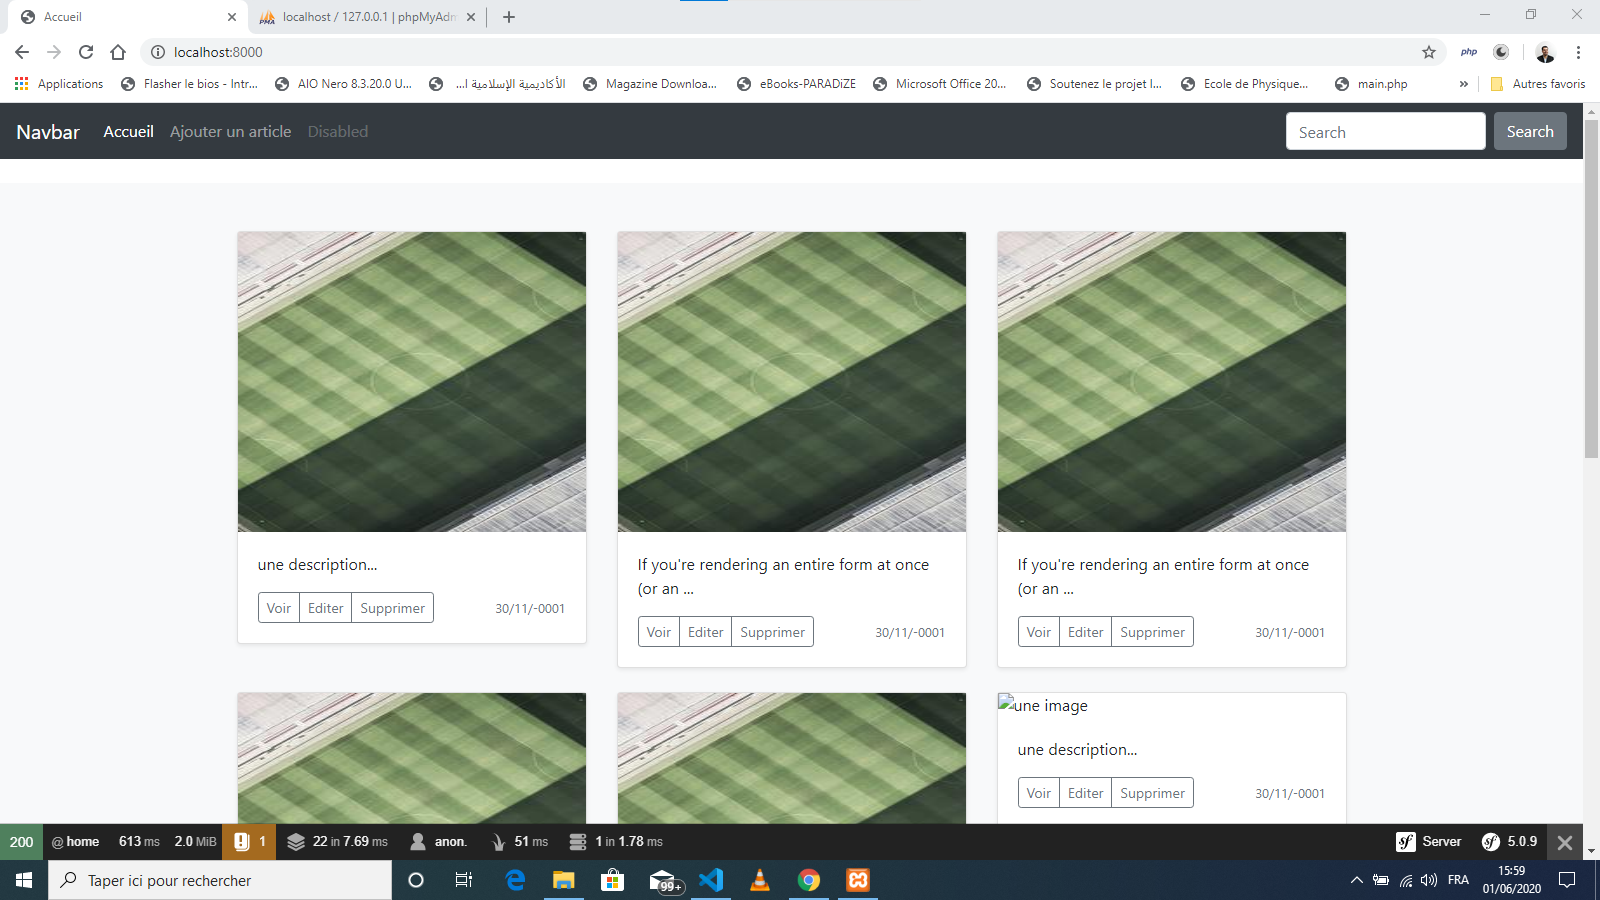 Accueil
localhost / 127.0.0.1 | phpMyAdm
localhost:8000
php
Applications
Flasher le bios - Intr...
AIO Nero 8.3.20.0 U...
الأكاديمية الإسلامية ا...
Magazine Downloa...
eBooks-PARADiZE
Microsoft Office 20...
Soutenez le projet I...
Ecole de Physique...
main.php
»
Autres favoris
Navbar Accueil Ajouter un article Disabled
Search Search
une description...
Voir Editer Supprimer 30/11/-0001
If you're rendering an entire form at once
(or an ...
Voir Editer Supprimer 30/11/-0001
If you're rendering an entire form at once
(or an ...
Voir Editer Supprimer 30/11/-0001
une image
une description...
Voir Editer Supprimer 30/11/-0001
200 @ home 613 ms 2.0 MiB 1 22 in 7.69 ms anon. 51 ms 1 in 1.78 ms sf Server sf 5.0.9
Taper ici pour rechercher
99+
FRA
15:59
01/06/2020